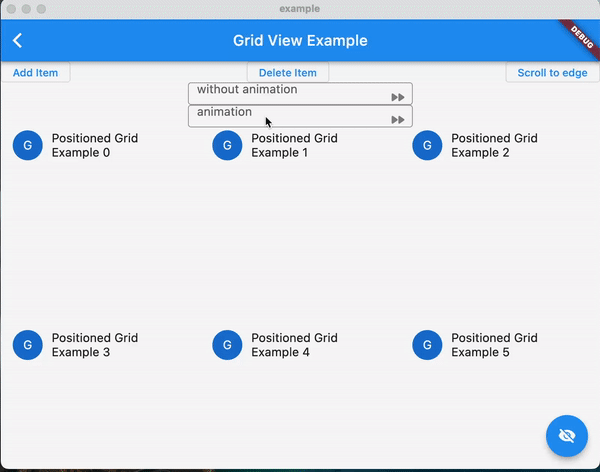 example
Grid View Example
DEBUG
Add Item
Delete Item
Scroll to edge
without animation
animation
G
Positioned Grid
Example 0
G
Positioned Grid
Example 1
G
Positioned Grid
Example 2
G
Positioned Grid
Example 3
G
Positioned Grid
Example 4
G
Positioned Grid
Example 5